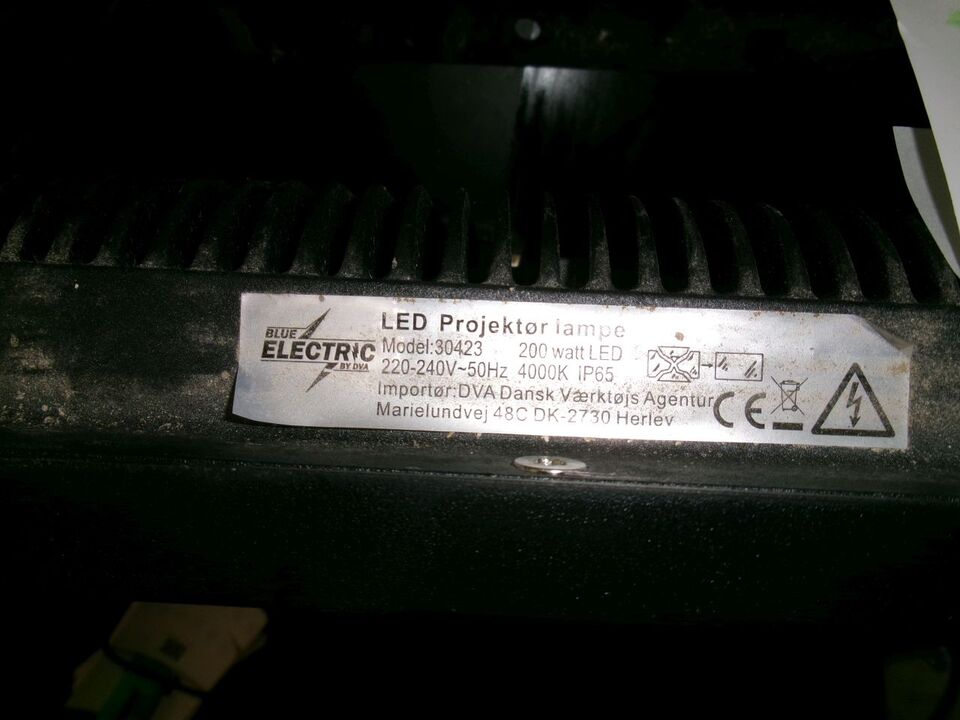 BLUE
ELECTRIC
BY DVA
LED Projektør lampe
Model:30423 200 watt LED
220-240V~50Hz 4000K IP65
Importør:DVA Dansk Værktøjs Agentur
Marielundvej 48C DK-2730 Herlev
CE